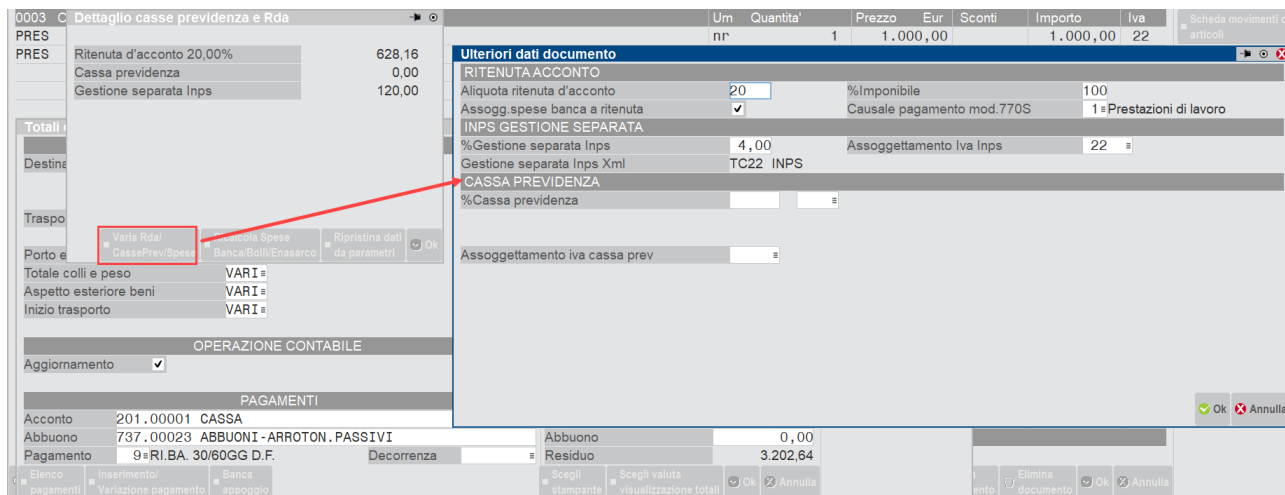 0003 C Dettaglio casse previdenza e Rda Um Quantita' Prezzo Eur Sconti Importo Iva Scheda movimenti
PRES nr 1 1.000,00 1.000,00 22 articoli
PRES Ritenuta d'acconto 20,00% 628,16
Cassa previdenza 0,00
Gestione separata Inps 120,00
Ulteriori dati documento
RITENUTA ACCONTO
Aliquota ritenuta d'acconto 20 %Imponibile 100
Assogg.spese banca a ritenuta Causale pagamento mod.770S 1 Prestazioni di lavoro
INPS GESTIONE SEPARATA
%Gestione separata Inps 4,00 Assoggettamento Iva Inps 22
Gestione separata Inps Xml TC22 INPS
CASSA PREVIDENZA
%Cassa previdenza
Assoggettamento iva cassa prev
Ok Annulla
Totali
Destina
Traspo
Varia Rda/ CassePrev/Spese Ricalcola Spese Banca/Bolli/Enasarco Ripristina dati da parametri Ok
Porto e
Totale colli e peso VARI
Aspetto esteriore beni VARI
Inizio trasporto VARI
OPERAZIONE CONTABILE
Aggiornamento
PAGAMENTI
Acconto 201.00001 CASSA
Abbuono 737.00023 ABBUONI-ARROTON.PASSIVI Abbuono 0,00
Pagamento 9 RI.BA. 30/60GG D.F. Decorrenza Residuo 3.202,64
Elenco pagamenti Inserimento/ Variazione pagamento Banca appoggio Scegli stampante Scegli valuta visualizzazione totali Ok Annulla Elimina documento Ok Annulla